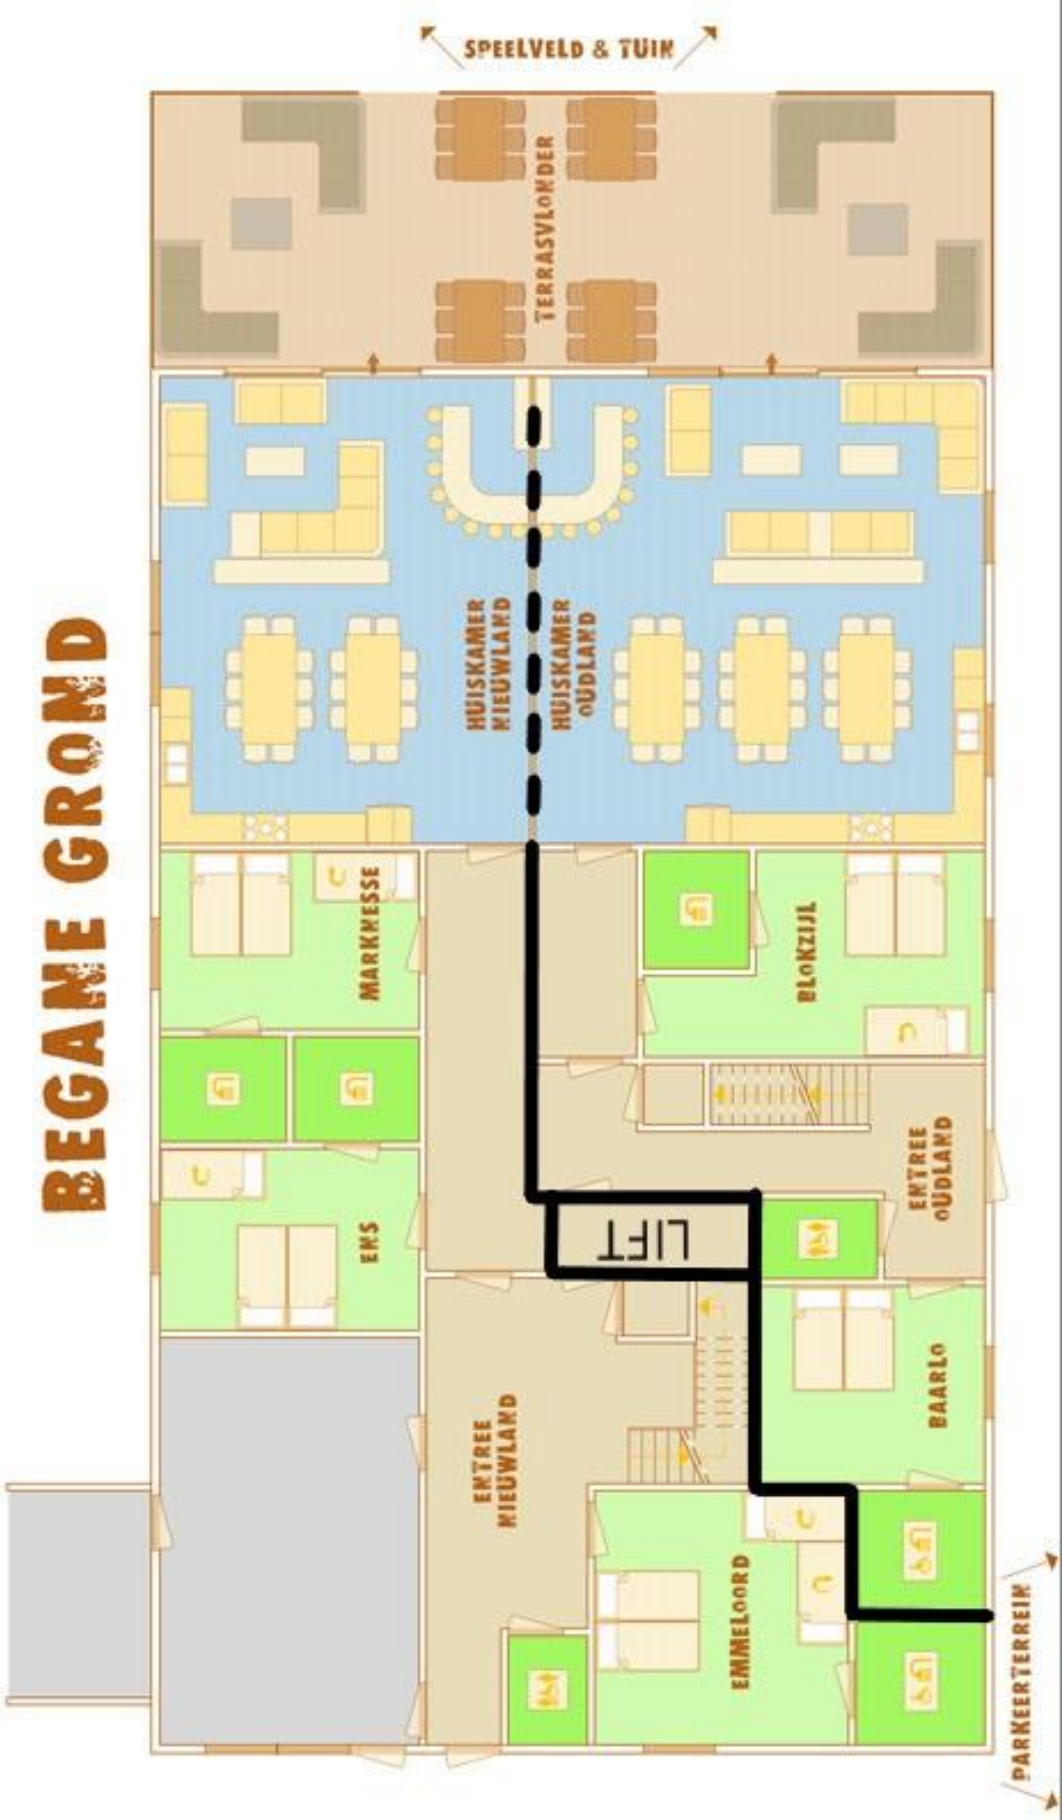 SPEELVELD & TUIN
TERRASVLONDER
BEGANE GROND
HUISKAMER
NIEUWLAND
HUISKAMER
OUDLAND
MARKNESSE
BLOKZIJL
ENS
LIFT
ENTREE
OUDLAND
BAARLO
ENTREE
NIEUWLAND
EMMELOORD
PARKEERTERREIN